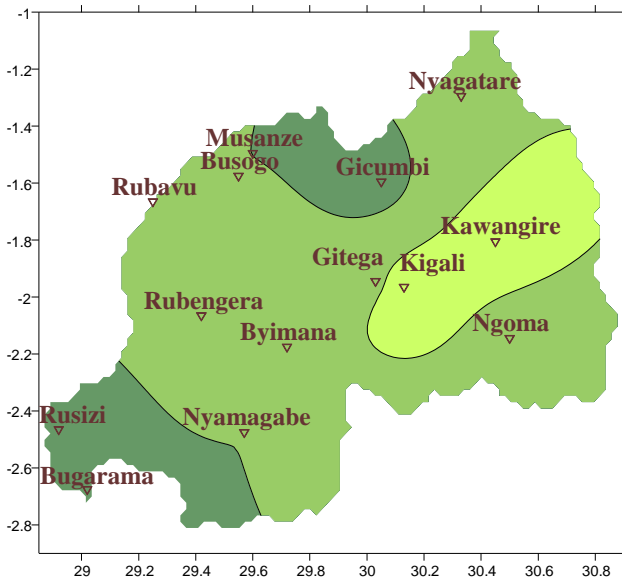 -1
-1.2
Nyagatare
-1.4
Musanze
Busogo
Gicumbi
-1.6
Rubavu
-1.8
Kawangire
Gitega
Kigali
-2
Rubengera
Ngoma
Byimana
-2.2
-2.4
Rusizi
Nyamagabe
-2.6
Bugarama
-2.8
29 29.2 29.4 29.6 29.8 30 30.2 30.4 30.6 30.8